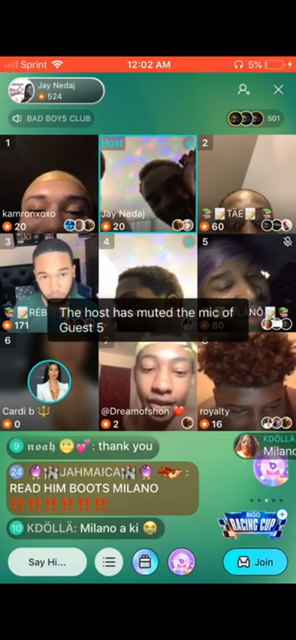 Sprint
12:02 AM
5%
Jay Nedaj
524
BAD BOYS CLUB
501
1
kamronxoxo
20
Host
Jay Nedaj
20
2
TAE
60
3
171
4
5
80
The host has muted the mic of
Guest 5
6
Cardi b
0
7
@Dreamofshon
2
8
royalty
16
9 noah : thank you
24 JAHMAICA :
READ HIM BOOTS MILANO
‼️‼️‼️‼️‼️‼️
10 KDÖLLÄ: Milano a ki
KDÖLL
Milano
BIGO
RACING CUP
Say Hi...
Join